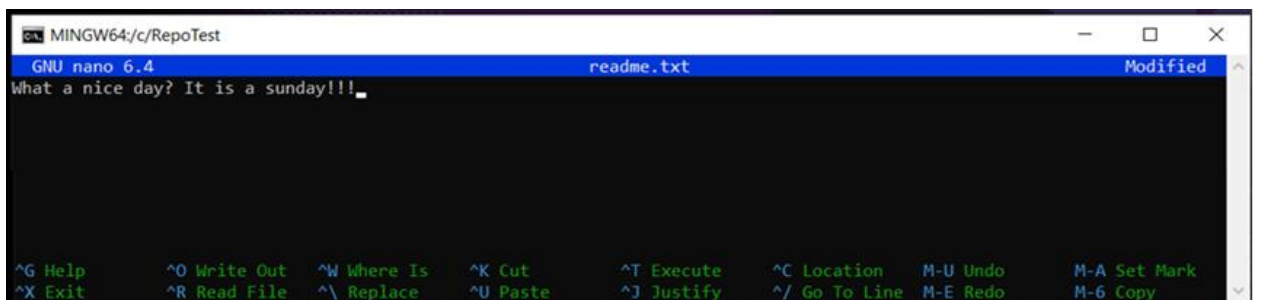 MINGW64:/c/RepoTest
GNU nano 6.4 readme.txt Modified
What a nice day? It is a sunday!!!
^G Help ^O Write Out ^W Where Is ^K Cut ^T Execute ^C Location M-U Undo M-A Set Mark
^X Exit ^R Read File ^\ Replace ^U Paste ^J Justify ^/ Go To Line M-E Redo M-6 Copy